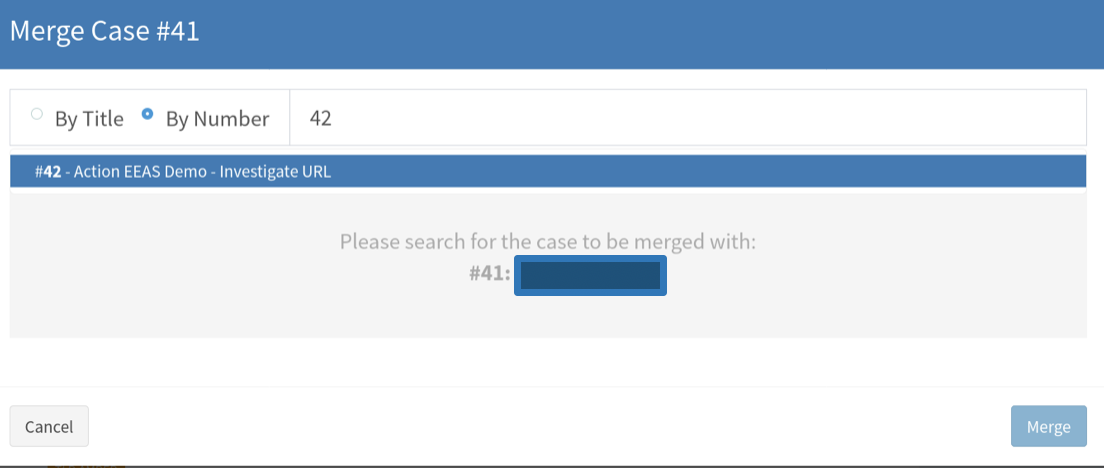 Merge Case #41
By Title By Number 42
#42 - Action EEAS Demo - Investigate URL
Please search for the case to be merged with:
#41:
Cancel Merge